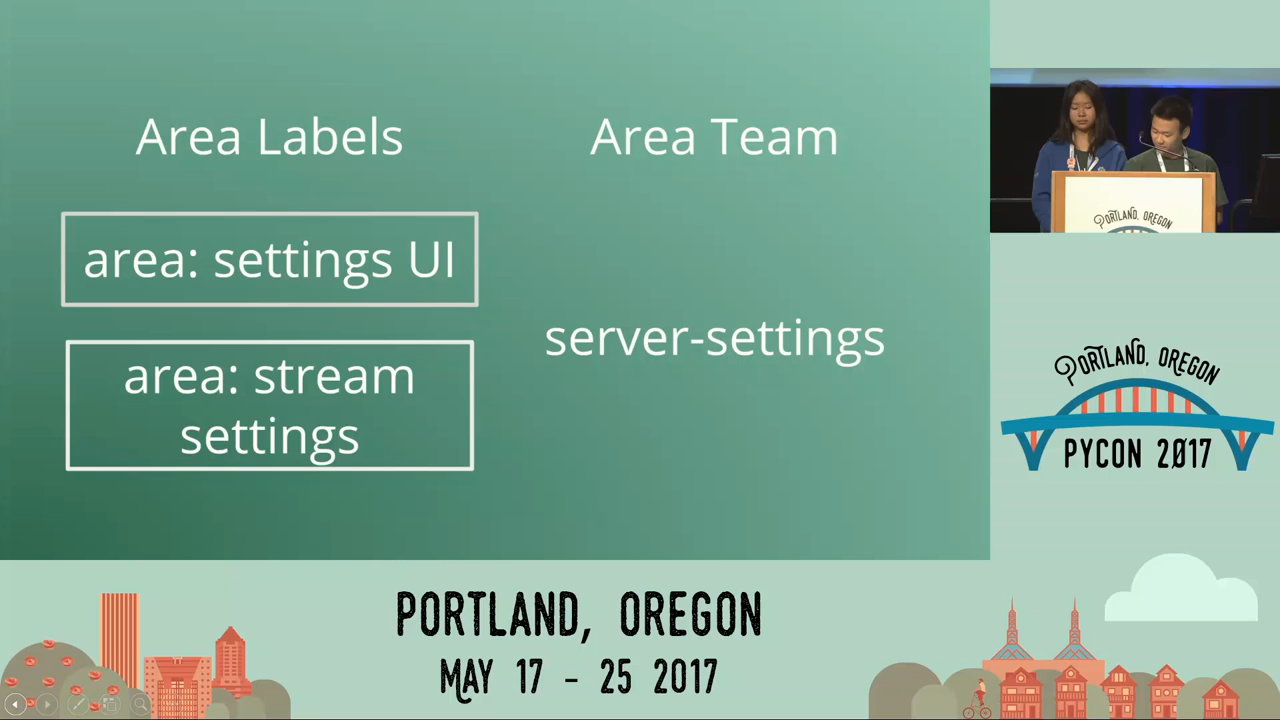 Area Labels
Area Team
area: settings UI
area: stream
settings
server-settings
PORTLAND, OREGON
PORTLAND, OREGON
PYCON 2017
PORTLAND, OREGON
MAY 17 - 25 2017